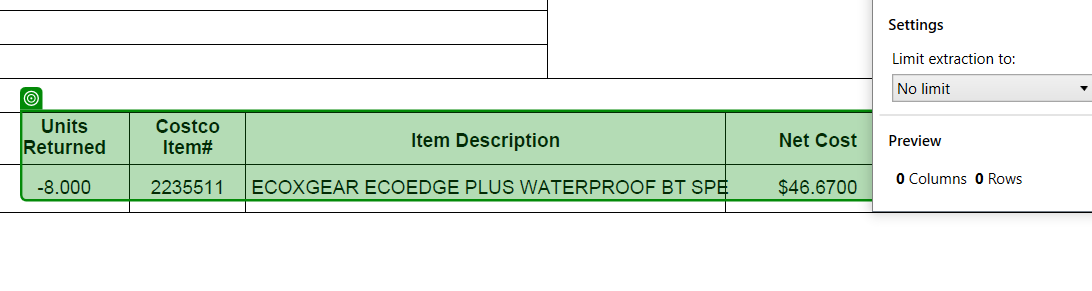 Settings
Limit extraction to:
No limit
Preview
0 Columns 0 Rows
Units Returned Costco Item# Item Description Net Cost
-8.000 2235511 ECOXGEAR ECOEDGE PLUS WATERPROOF BT SPE $46.6700